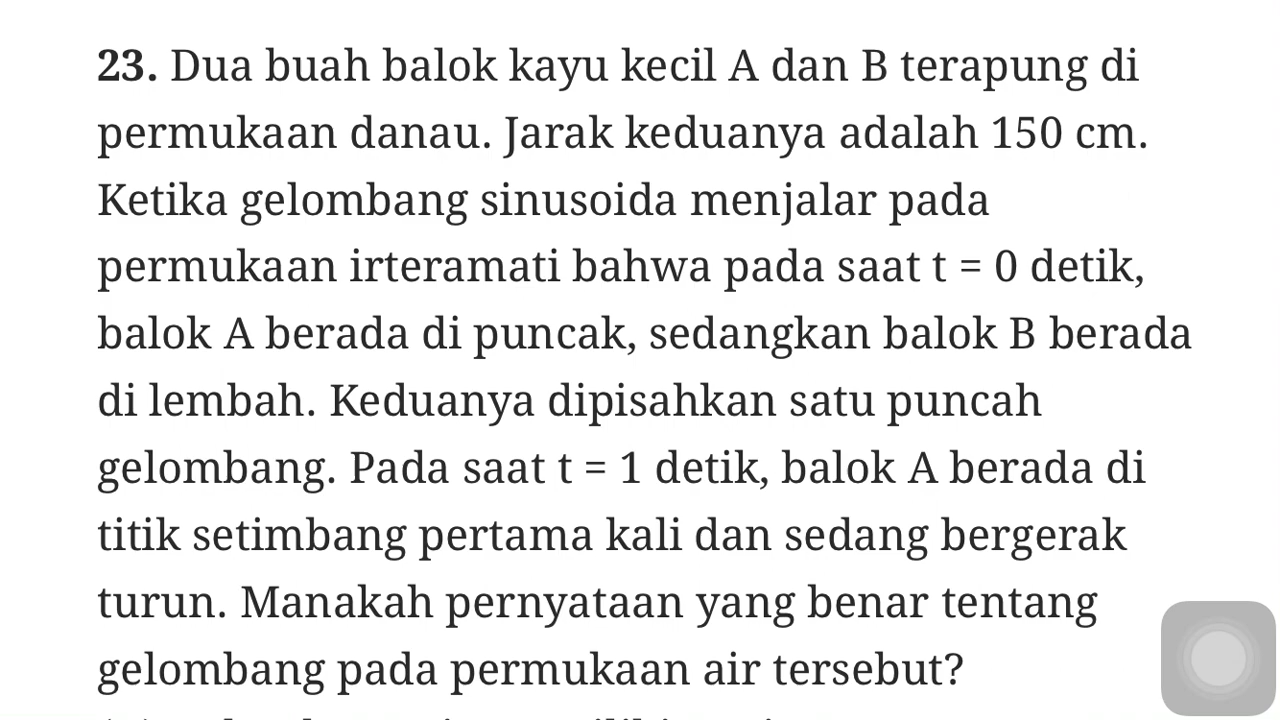 23. Dua buah balok kayu kecil A dan B terapung di
permukaan danau. Jarak keduanya adalah 150 cm.
Ketika gelombang sinusoida menjalar pada
permukaan irteramati bahwa pada saat t = 0 detik,
balok A berada di puncak, sedangkan balok B berada
di lembah. Keduanya dipisahkan satu puncah
gelombang. Pada saat t = 1 detik, balok A berada di
titik setimbang pertama kali dan sedang bergerak
turun. Manakah pernyataan yang benar tentang
gelombang pada permukaan air tersebut?